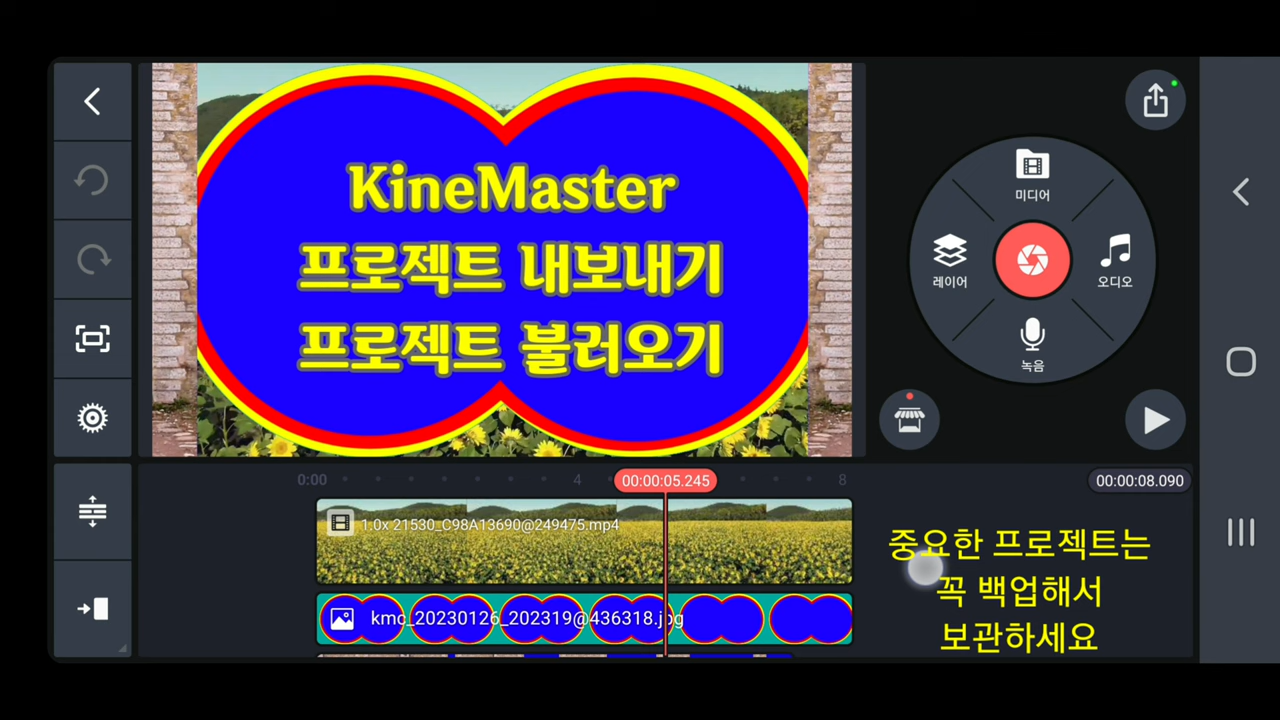 KineMaster
프로젝트 내보내기
프로젝트 불러오기
미디어
레이어
오디오
녹음
0:00
4
00:00:05.245
8
00:00:08.090
1.0x 21530_C98A13690@249475.mp4
kmc_20230126_202319@436318.jpg
중요한 프로젝트는
꼭 백업해서
보관하세요